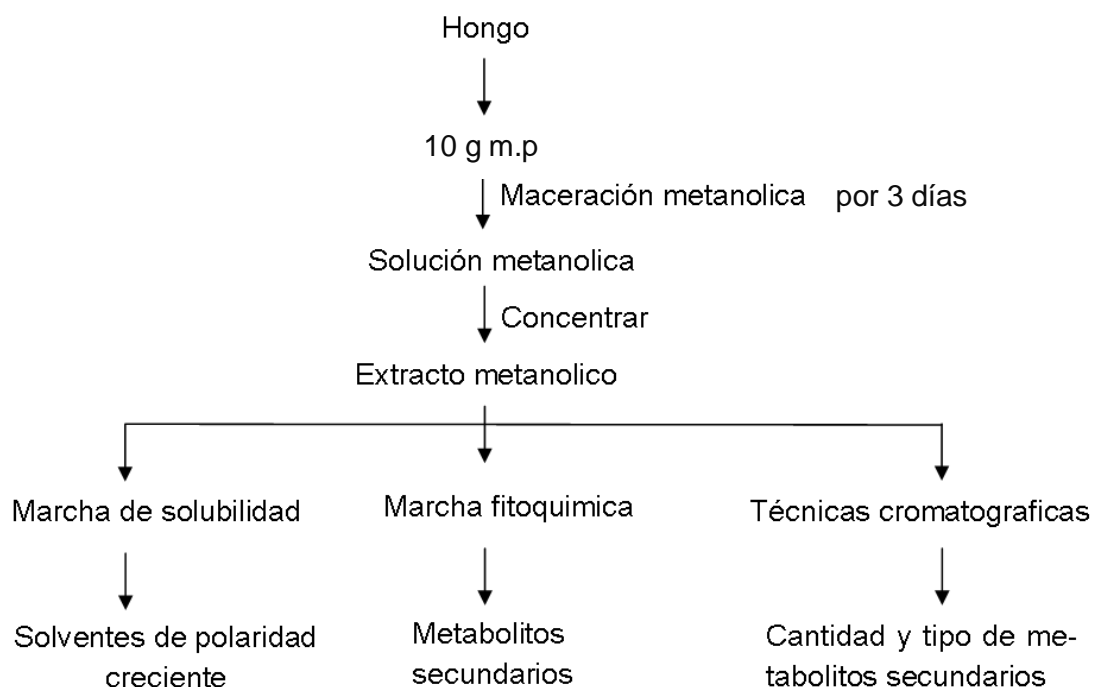 Hongo
10 g m.p
Maceración metanolica por 3 días
Solución metanolica
Concentrar
Extracto metanolico
Marcha de solubilidad
Marcha fitoquimica
Técnicas cromatograficas
Solventes de polaridad
creciente
Metabolitos
secundarios
Cantidad y tipo de me-
tabolitos secundarios